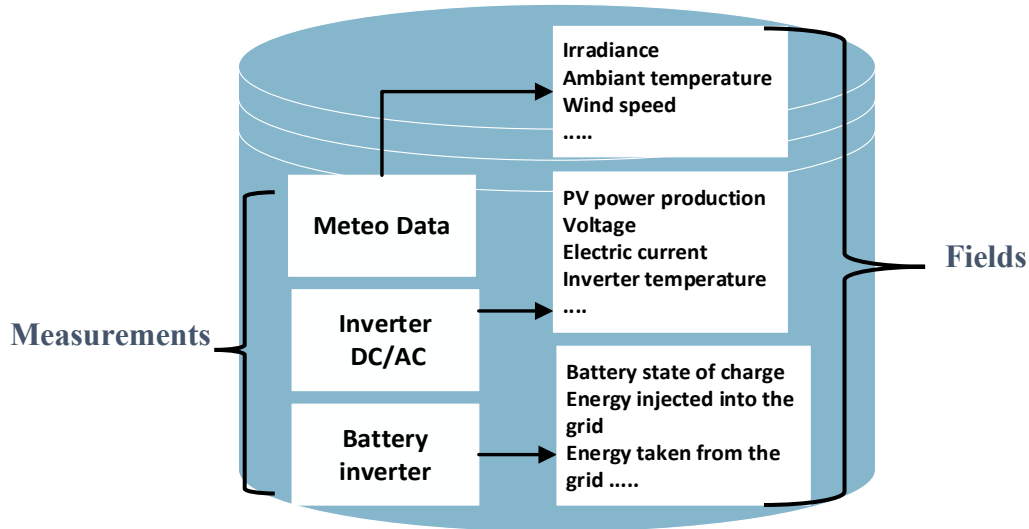 Irradiance
Ambiant temperature
Wind speed
.....
Meteo Data
PV power production
Voltage
Electric current
Inverter temperature
....
Fields
Measurements
Inverter
DC/AC
Battery state of charge
Energy injected into the
grid
Energy taken from the
grid .....
Battery
inverter